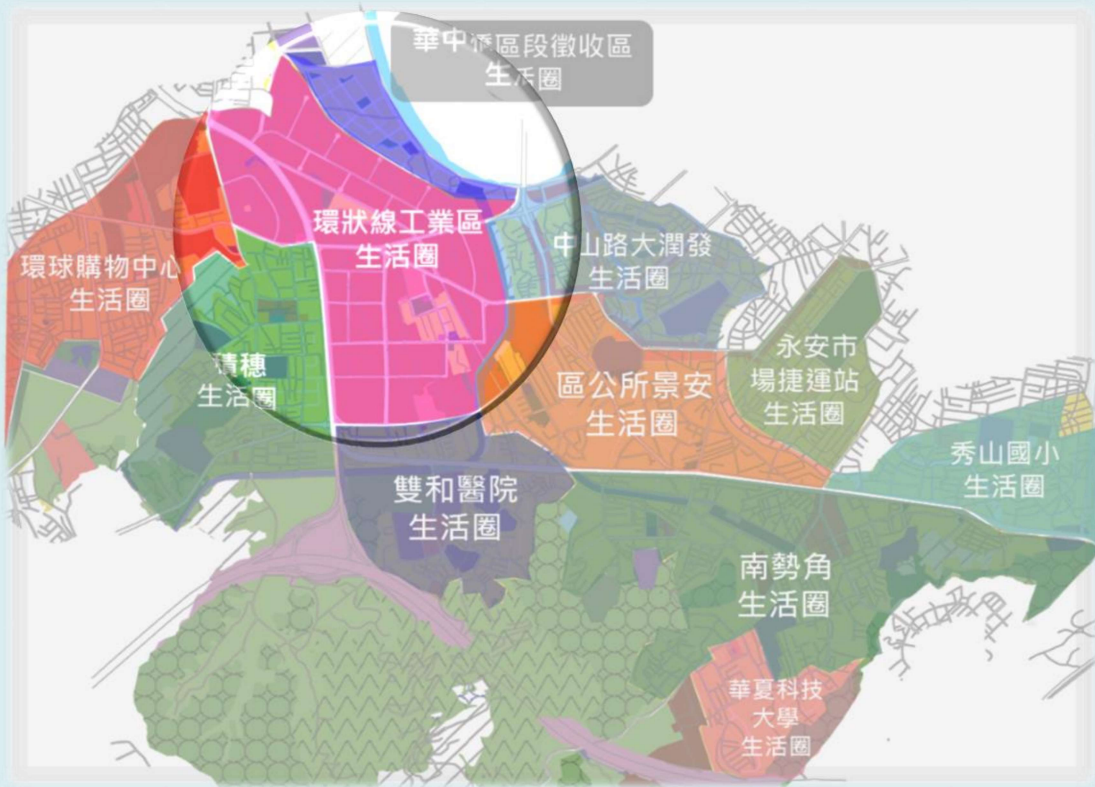 華中橋區段徵收區
生活圈
環狀線工業區
生活圈
中山路大潤發
生活圈
環球購物中心
生活圈
積穗
生活圈
區公所景安
生活圈
永安市
場捷運站
生活圈
秀山國小
生活圈
雙和醫院
生活圈
南勢角
生活圈
華夏科技
大學
生活圈